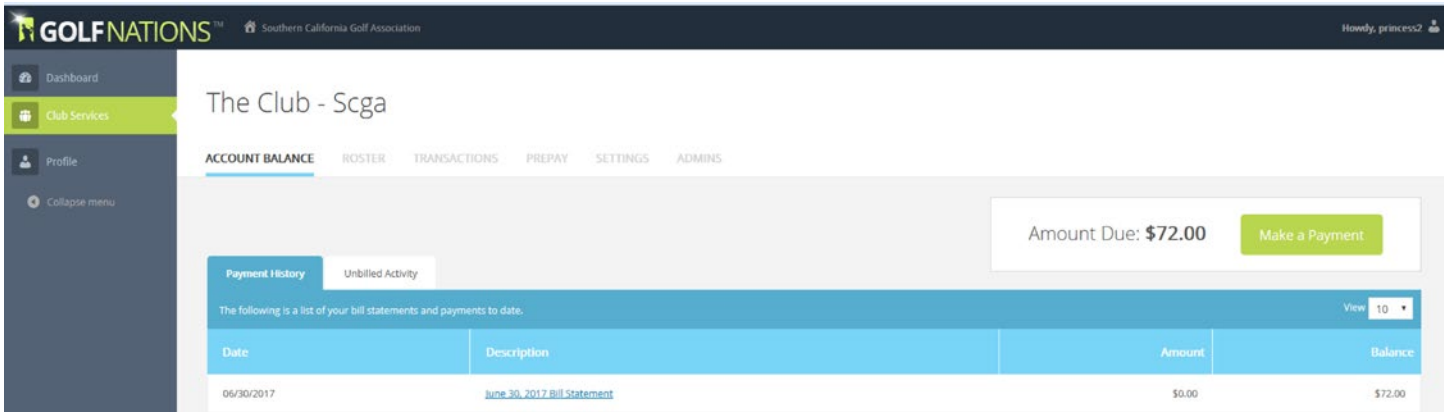 GOLFNATIONS™ Southern California Golf Association Howdy, princess2
Dashboard
Club Services
Profile
Collapse menu
The Club - Scga
ACCOUNT BALANCE ROSTER TRANSACTIONS PREPAY SETTINGS ADMINS
Amount Due: $72.00 Make a Payment
Payment History Unbilled Activity
The following is a list of your bill statements and payments to date. View 10
Date Description Amount Balance
06/30/2017 June 30, 2017 Bill Statement $0.00 $72.00